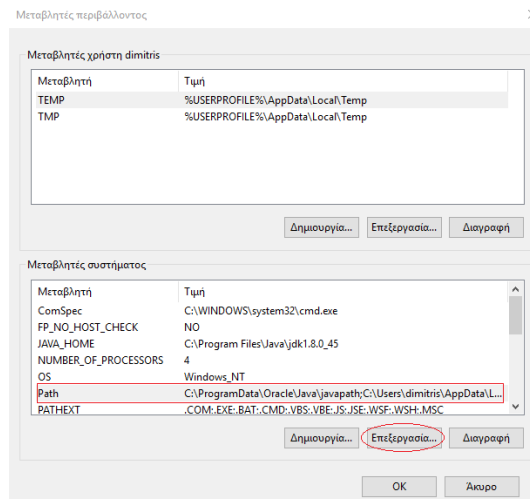 Μεταβλητές περιβάλλοντος
Μεταβλητές χρήστη dimitris
Μεταβλητή Τιμή
TEMP %USERPROFILE%\AppData\Local\Temp
TMP %USERPROFILE%\AppData\Local\Temp
Δημιουργία... Επεξεργασία... Διαγραφή
Μεταβλητές συστήματος
Μεταβλητή Τιμή
ComSpec C:\WINDOWS\system32\cmd.exe
FP_NO_HOST_CHECK NO
JAVA_HOME C:\Program Files\Java\jdk1.8.0_45
NUMBER_OF_PROCESSORS 4
OS Windows_NT
Path C:\ProgramData\Oracle\Java\javapath;C:\Users\dimitris\AppData\L...
PATHEXT .COM;.EXE;.BAT;.CMD;.VBS;.VBE;.JS;.JSE;.WSF;.WSH;.MSC
Δημιουργία... Επεξεργασία... Διαγραφή
OK Άκυρο